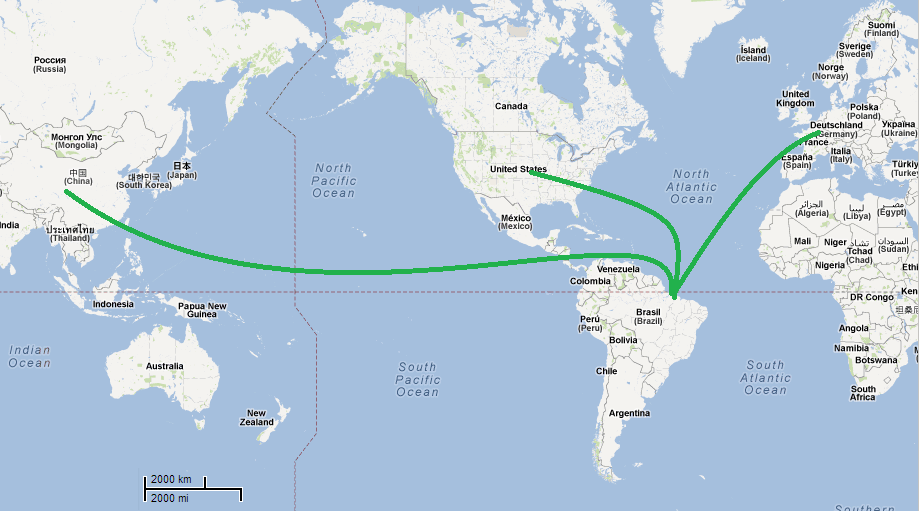 Suomi
(Finland)
Ísland
(Iceland)
Sverige
(Sweden)
Россия
(Russia)
Norge
(Norway)
Canada
United
Kingdom
Polska
(Poland)
Deutschland
(Germany)
Україна
(Ukraine)
Монгол Улс
(Mongolia)
France
日本
(Japan)
中国
(China)
대한민국
(South Korea)
United States
North
Pacific
Ocean
North
Atlantic
Ocean
España
(Spain)
Italia
(Italy)
Türkiy
(Turkey
México
(Mexico)
الجزائر
(Algeria)
ليبيا
(Libya)
مصر
(Egypt)
India
ประเทศไทย
(Thailand)
Mali
Niger
تشاد
(Chad)
السودان
(Sudan)
Nigeria
Eth
Venezuela
Colombia
Indonesia
Papua New
Guinea
Brasil
(Brazil)
Perú
(Peru)
DR Congo
Ken
Bolivia
Angola
Indian
Ocean
Australia
South
Pacific
Ocean
Chile
South
Atlantic
Ocean
Namibia
Botswana
South
Africa
New
Zealand
Argentina
2000 km
2000 mi